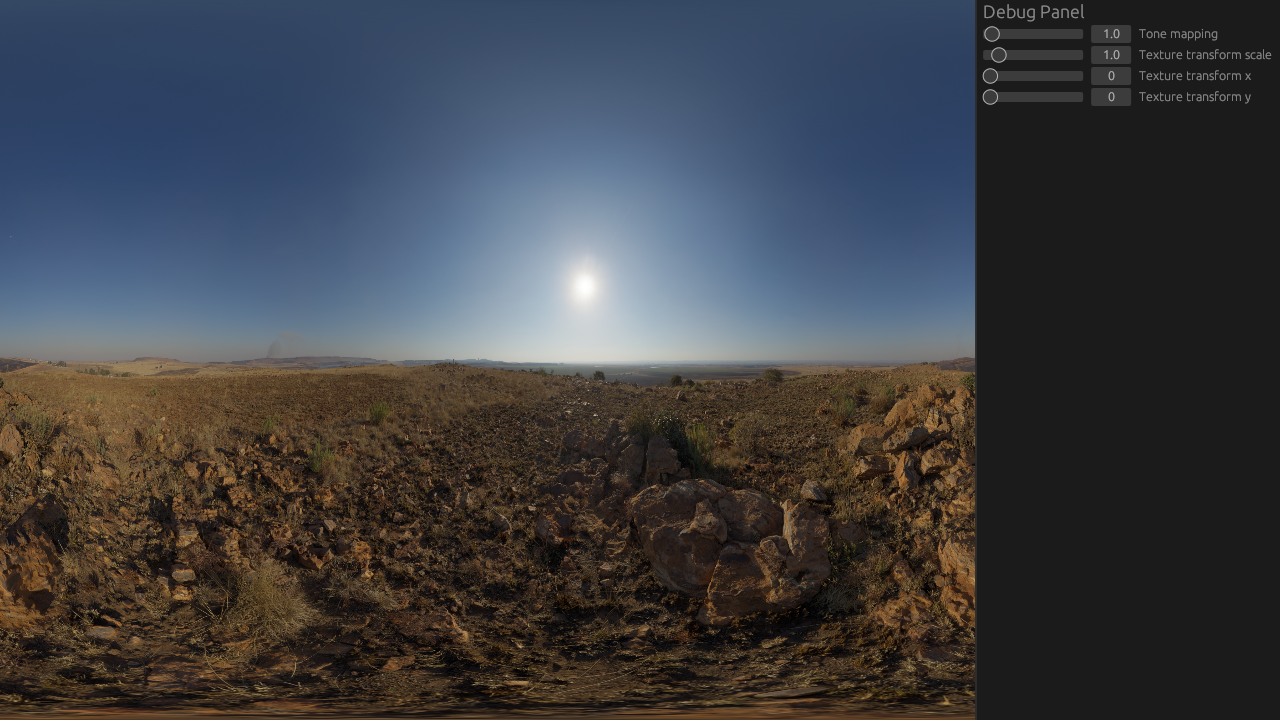 Debug Panel
1.0 Tone mapping
1.0 Texture transform scale
0 Texture transform x
0 Texture transform y